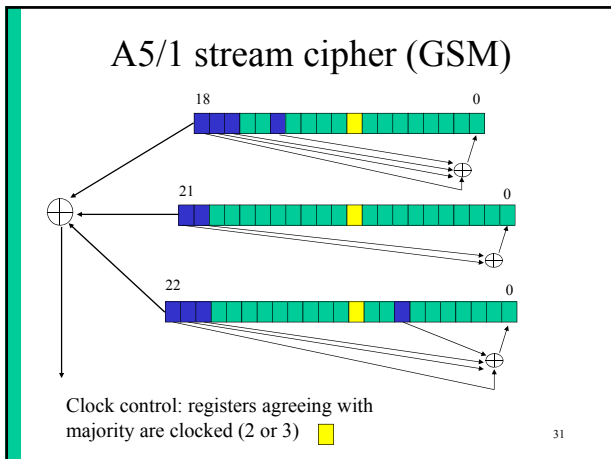 A5/1 stream cipher (GSM)
18 0
21 0
22 0
Clock control: registers agreeing with
majority are clocked (2 or 3)
31